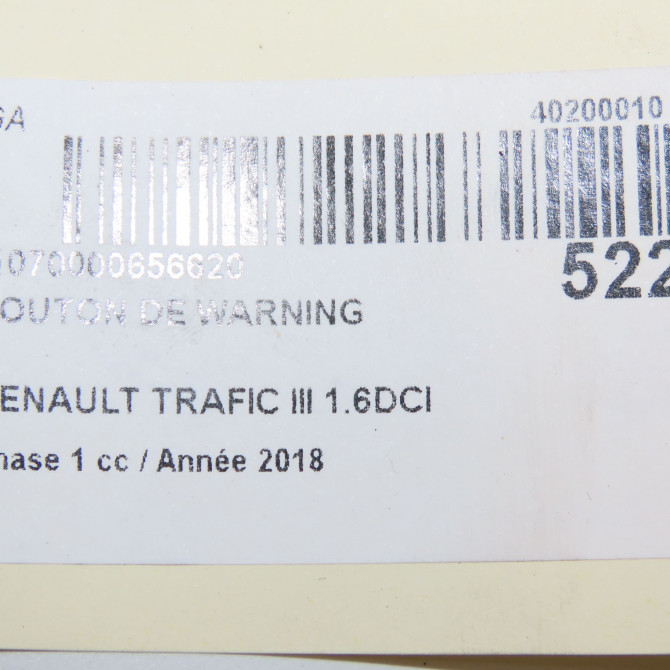 GA 40200010
0070000656620
522
OUTON DE WARNING
ENAULT TRAFIC III 1.6DCI
hase 1 cc / Année 2018